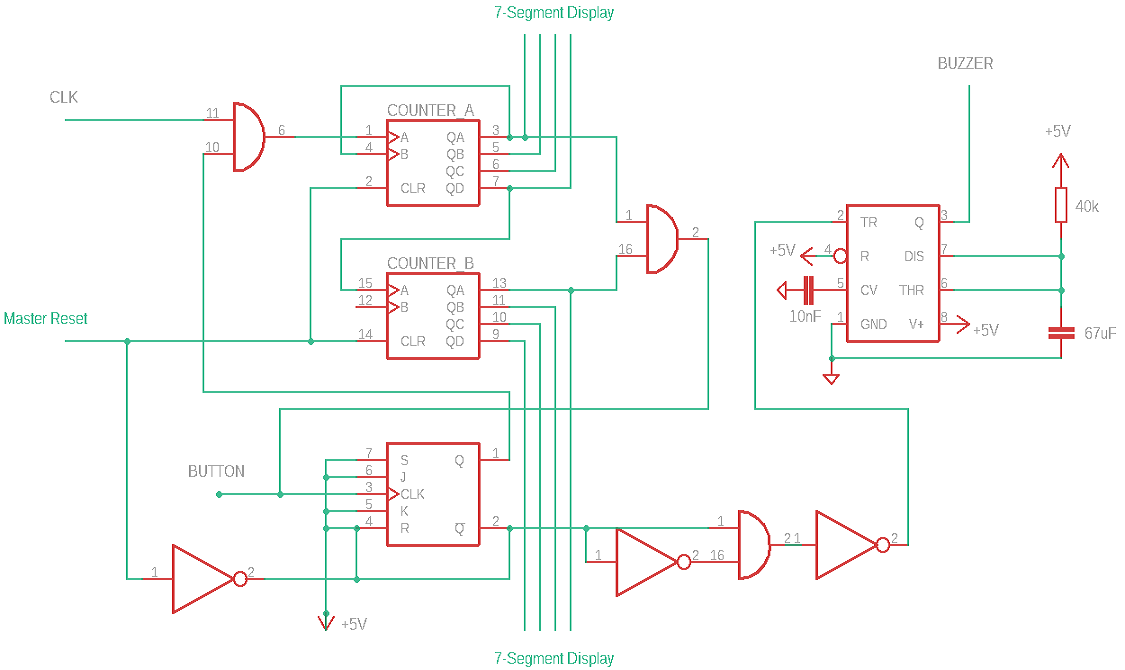 7-Segment Display
BUZZER
CLK
COUNTER_A
+5V
11
6
1
A
QA
3
10
4
B
QB
5
QC
6
2
CLR
QD
7
40k
1
2
TR
Q
3
2
16
+5V
4
R
DIS
7
COUNTER_B
15
A
QA
13
5
CV
THR
6
12
B
QB
11
10nF
Master Reset
QC
10
1
GND
V+
8
+5V
14
CLR
QD
9
67uF
7
S
Q
1
BUTTON
6
J
3
CLK
5
K
4
R
Q
2
1
1
2
16
2
1
2
1
2
+5V
7-Segment Display